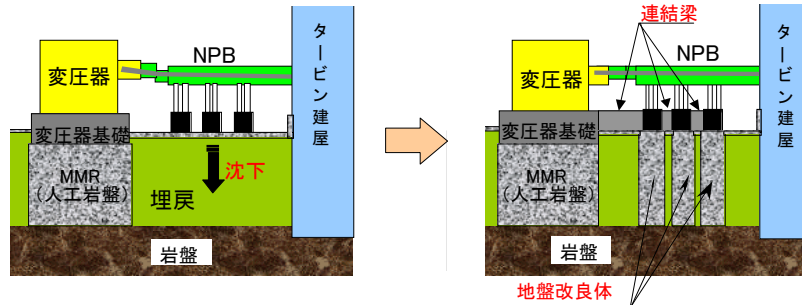 変圧器
NPB
タービン建屋
変圧器基礎
MMR
(人工岩盤)
沈下
埋戻
岩盤
連結梁
NPB
変圧器
タービン建屋
変圧器基礎
MMR
(人工岩盤)
岩盤
地盤改良体